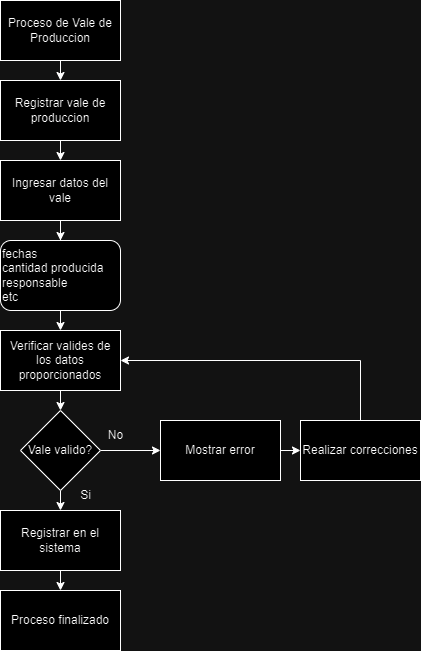 Proceso de Vale de
Produccion
Registrar vale de
produccion
Ingresar datos del
vale
fechas
cantidad producida
responsable
etc
Verificar valides de
los datos
proporcionados
Vale valido?
No
Mostrar error
Realizar correcciones
Si
Registrar en el
sistema
Proceso finalizado